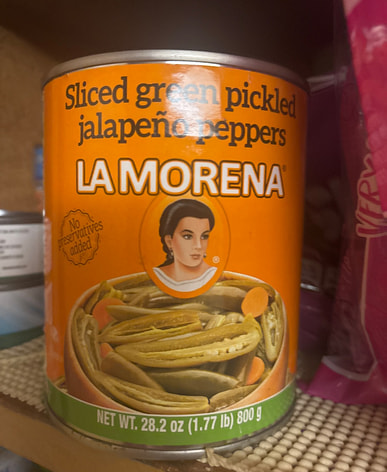 Sliced green pickled
jalapeño peppers
LA MORENA®
No
preservatives
added
®
NET WT. 28.2 oz (1.77 lb) 800 g